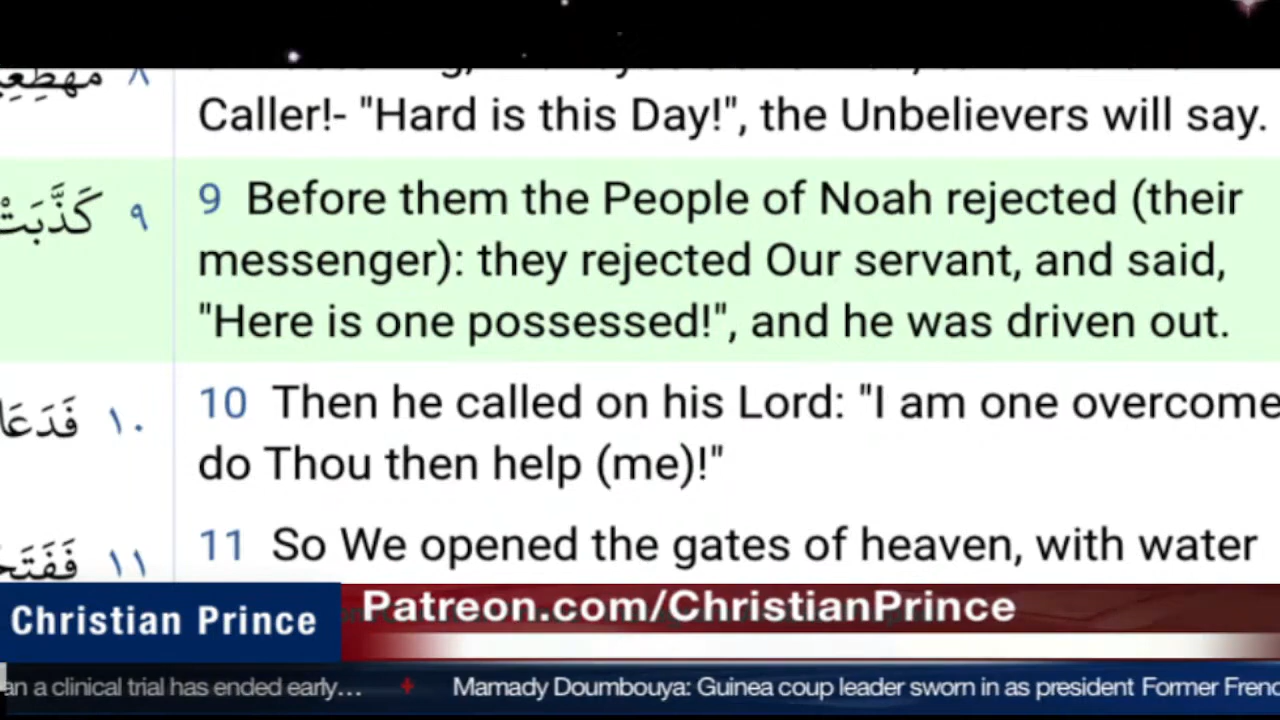 مهطعي ٨
Caller!- "Hard is this Day!", the Unbelievers will say.
كَذَّبَتْ ٩
9 Before them the People of Noah rejected (their
messenger): they rejected Our servant, and said,
"Here is one possessed!", and he was driven out.
فَدَعَا ١٠
10 Then he called on his Lord: "I am one overcome
do Thou then help (me)!"
١١
11 So We opened the gates of heaven, with water
Christian Prince
Patreon.com/ChristianPrince
an a clinical trial has ended early... Mamady Doumbouya: Guinea coup leader sworn in as president Former Frenc